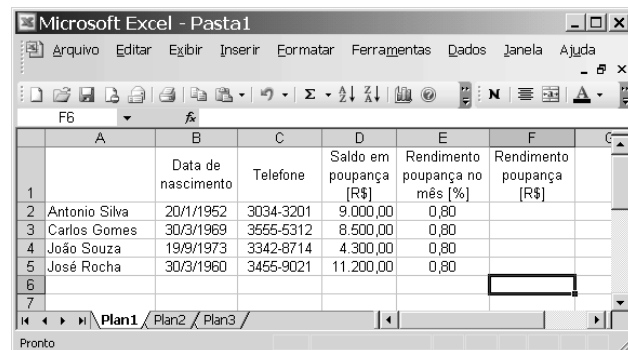 Microsoft Excel - Pasta1
Arquivo Editar Exibir Inserir Formatar Ferramentas Dados Janela Ajuda
N A
F6 fx
A B C D E F G
1 Data de nascimento Telefone Saldo em poupança [R$] Rendimento poupança no mês [%] Rendimento poupança [R$]
2 Antonio Silva 20/1/1952 3034-3201 9.000,00 0,80
3 Carlos Gomes 30/3/1969 3555-5312 8.500,00 0,80
4 João Souza 19/9/1973 3342-8714 4.300,00 0,80
5 José Rocha 30/3/1960 3455-9021 11.200,00 0,80
6
7
Plan1 Plan2 Plan3
Pronto